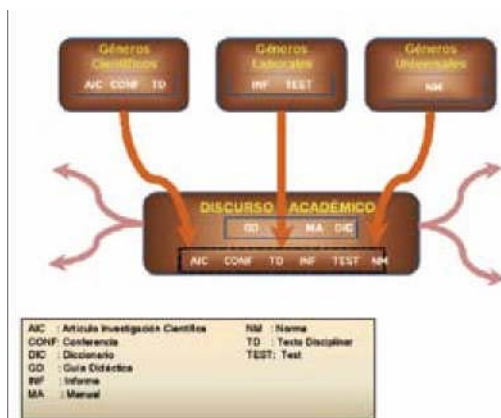 Géneros
Científicos
AIC CONF TD
Géneros
Laborales
INF TEST
Géneros
Universales
NM
DISCURSO ACADÉMICO
GD MA DIC
AIC CONF TD INF TEST NM
AIC : Artículo Investigación Científica
CONF: Conferencia
DIC : Diccionario
GD : Guía Didáctica
INF : Informe
MA : Manual
NM : Norma
TD : Texto Disciplinar
TEST: Test